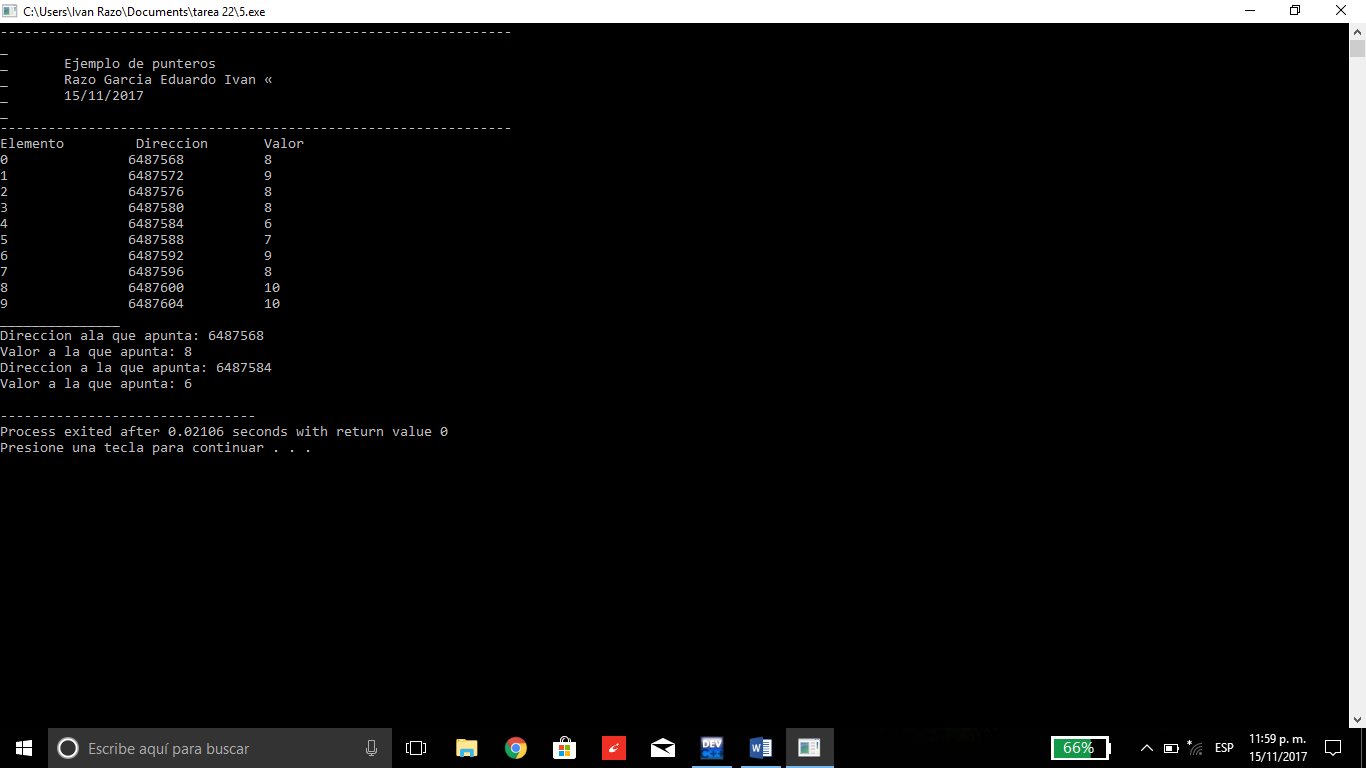 C:\Users\Ivan Razo\Documents\tarea 22\5.exe
----------------------------------------------------------------
_
_ Ejemplo de punteros
_ Razo Garcia Eduardo Ivan «
_ 15/11/2017
_
----------------------------------------------------------------
Elemento Direccion Valor
0 6487568 8
1 6487572 9
2 6487576 8
3 6487580 8
4 6487584 6
5 6487588 7
6 6487592 9
7 6487596 8
8 6487600 10
9 6487604 10
_______________
Direccion ala que apunta: 6487568
Valor a la que apunta: 8
Direccion a la que apunta: 6487584
Valor a la que apunta: 6
--------------------------------
Process exited after 0.02106 seconds with return value 0
Presione una tecla para continuar . . .
Escribe aquí para buscar
DEV
66%
ESP
11:59 p. m.
15/11/2017